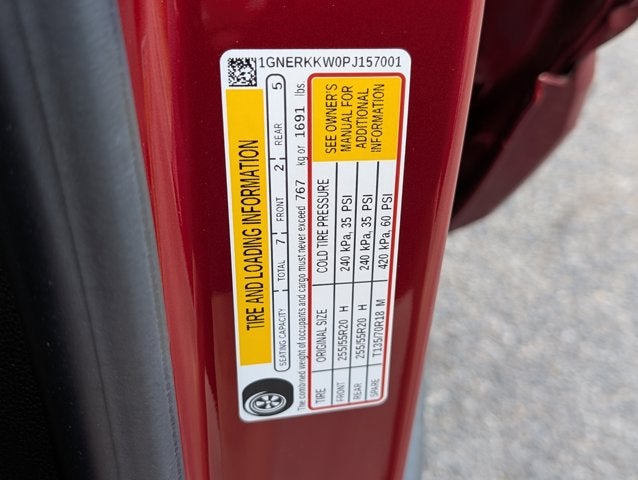 1GNERKKW0PJ157001
TIRE AND LOADING INFORMATION
SEATING CAPACITY TOTAL 7 FRONT 2 REAR 5
The combined weight of occupants and cargo must never exceed 767 kg or 1691 lbs
TIRE ORIGINAL SIZE COLD TIRE PRESSURE
FRONT 255/55R20 H 240 kPa, 35 PSI
REAR 255/55R20 H 240 kPa, 35 PSI
SPARE T135/70R18 M 420 kPa, 60 PSI
SEE OWNER'S
MANUAL FOR
ADDITIONAL
INFORMATION